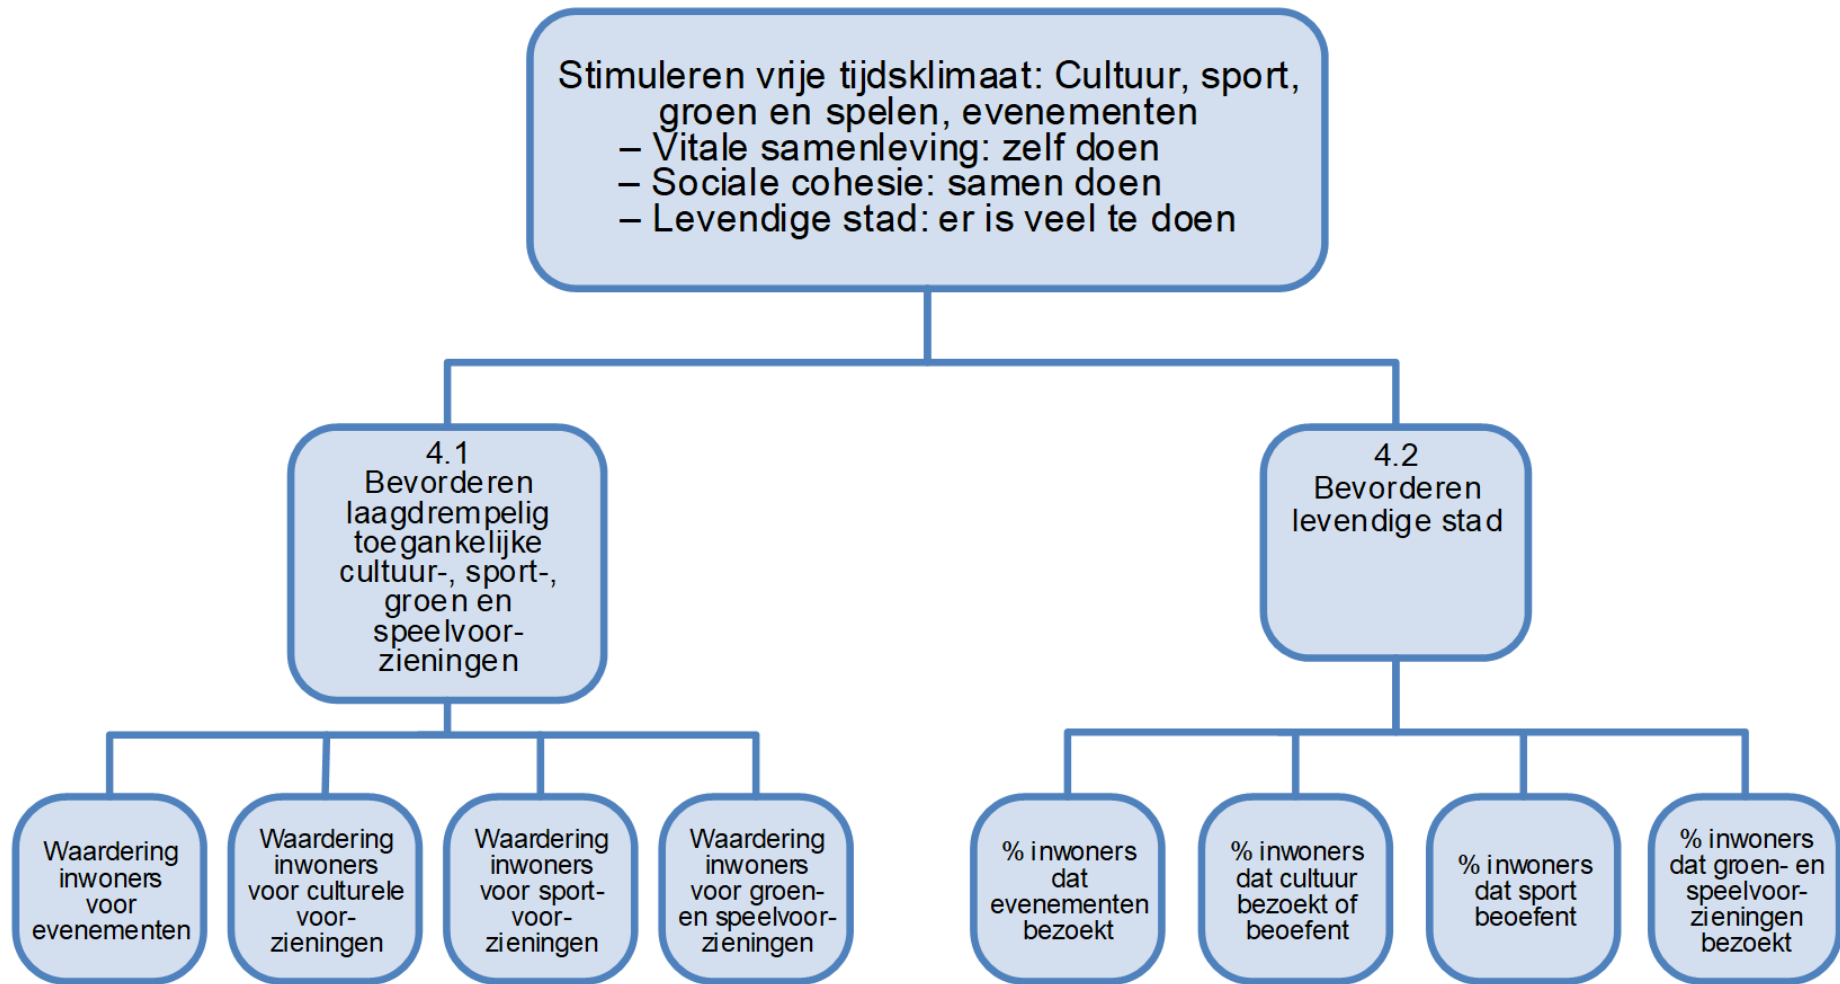 Stimuleren vrije tijdsklimaat: Cultuur, sport,
groen en spelen, evenementen
– Vitale samenleving: zelf doen
– Sociale cohesie: samen doen
– Levendige stad: er is veel te doen
4.1
Bevorderen
laagdrempelig
toegankelijke
cultuur-, sport-,
groen en
speelvoor-
zieningen
4.2
Bevorderen
levendige stad
Waardering
inwoners
voor
evenementen
Waardering
inwoners
voor culturele
voor-
zieningen
Waardering
inwoners
voor sport-
voor-
zieningen
Waardering
inwoners
voor groen-
en speelvoor-
zieningen
% inwoners
dat
evenementen
bezoekt
% inwoners
dat cultuur
bezoekt of
beoefent
% inwoners
dat sport
beoefent
% inwoners
dat groen- en
speelvoor-
zieningen
bezoekt